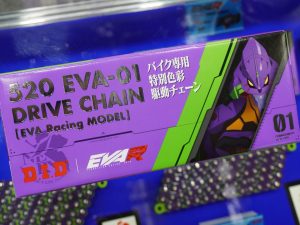 520 EVA-01
DRIVE CHAIN
[EVA Racing MODEL]
バイク専用
特別色彩
駆動チェーン
D.I.D
EVA
R
01